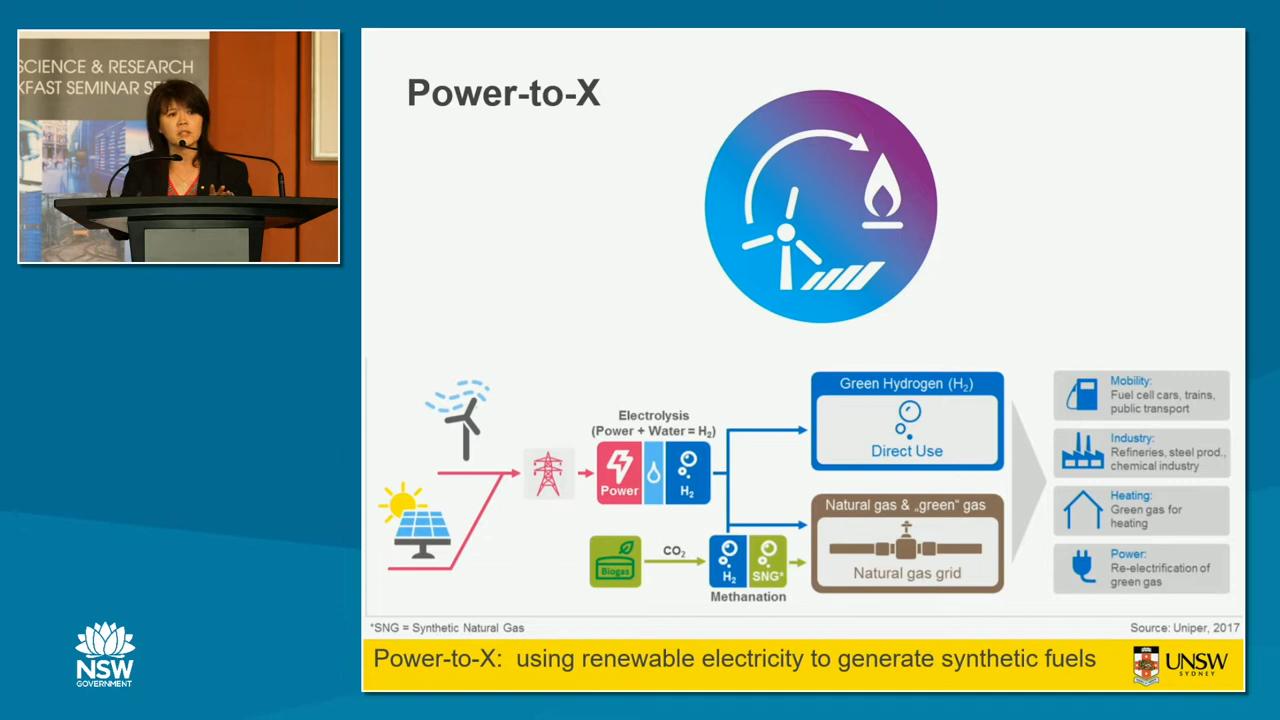 SCIENCE & RESEARCH
KFAST SEMINAR SE
Power-to-X
Electrolysis
(Power + Water = H₂)
Power
H₂
Biogas
CO₂
H₂
SNG*
Methanation
Green Hydrogen (H₂)
Direct Use
Natural gas & „green“ gas
Natural gas grid
Mobility:
Fuel cell cars, trains,
public transport
Industry:
Refineries, steel prod.,
chemical industry
Heating:
Green gas for
heating
Power:
Re-electrification of
green gas
*SNG = Synthetic Natural Gas
Source: Uniper, 2017
Power-to-X: using renewable electricity to generate synthetic fuels
UNSW
SYDNEY
NSW
GOVERNMENT